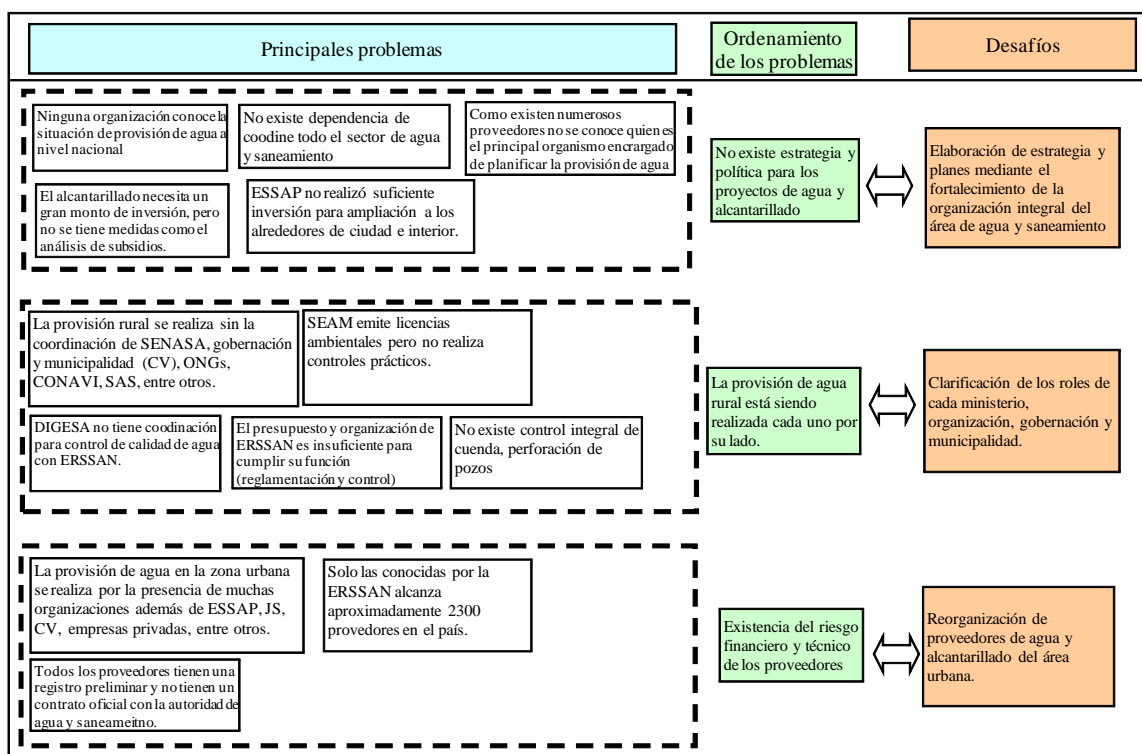 Principales problemas
Ordenamiento
de los problemas
Desafíos
Ninguna organización conoce la
situación de provisión de agua a
nivel nacional
No existe dependencia de
coodine todo el sector de agua
y saneamiento
Como existen numerosos
proveedores no se conoce quien es
el principal organismo encrargado
de planificar la provisión de agua
El alcantarillado necesita un
gran monto de inversión, pero
no se tiene medidas como el
análisis de subsidios.
ESSAP no realizó suficiente
inversión para ampliación a los
alrededores de ciudad e interior.
No existe estrategia y
política para los
proyectos de agua y
alcantarillado
Elaboración de estrategia y
planes mediante el
fortalecimiento de la
organización integral del
área de agua y saneamiento
La provisión rural se realiza sin la
coordinación de SENASA, gobernación
y municipalidad (CV), ONGs,
CONAVI, SAS, entre otros.
SEAM emite licencias
ambientales pero no realiza
controles prácticos.
DIGESA no tiene coodinación
para control de calidad de agua
con ERSSAN.
El presupuesto y organización de
ERSSAN es insuficiente para
cumplir su función
(reglamentación y control)
No existe control integral de
cuenda, perforación de
pozos
La provisión de agua
rural está siendo
realizada cada uno por
su lado.
Clarificación de los roles de
cada ministerio,
organización, gobernación y
municipalidad.
La provisión de agua en la zona urbana
se realiza por la presencia de muchas
organizaciones además de ESSAP, JS,
CV, empresas privadas, entre otros.
Solo las conocidas por la
ERSSAN alcanza
aproximadamente 2300
provedores en el país.
Todos los proveedores tienen una
registro preliminar y no tienen un
contrato oficial con la autoridad de
agua y saneameitno.
Existencia del riesgo
financiero y técnico
de los proveedores
Reorganización de
proveedores de agua y
alcantarillado del área
urbana.